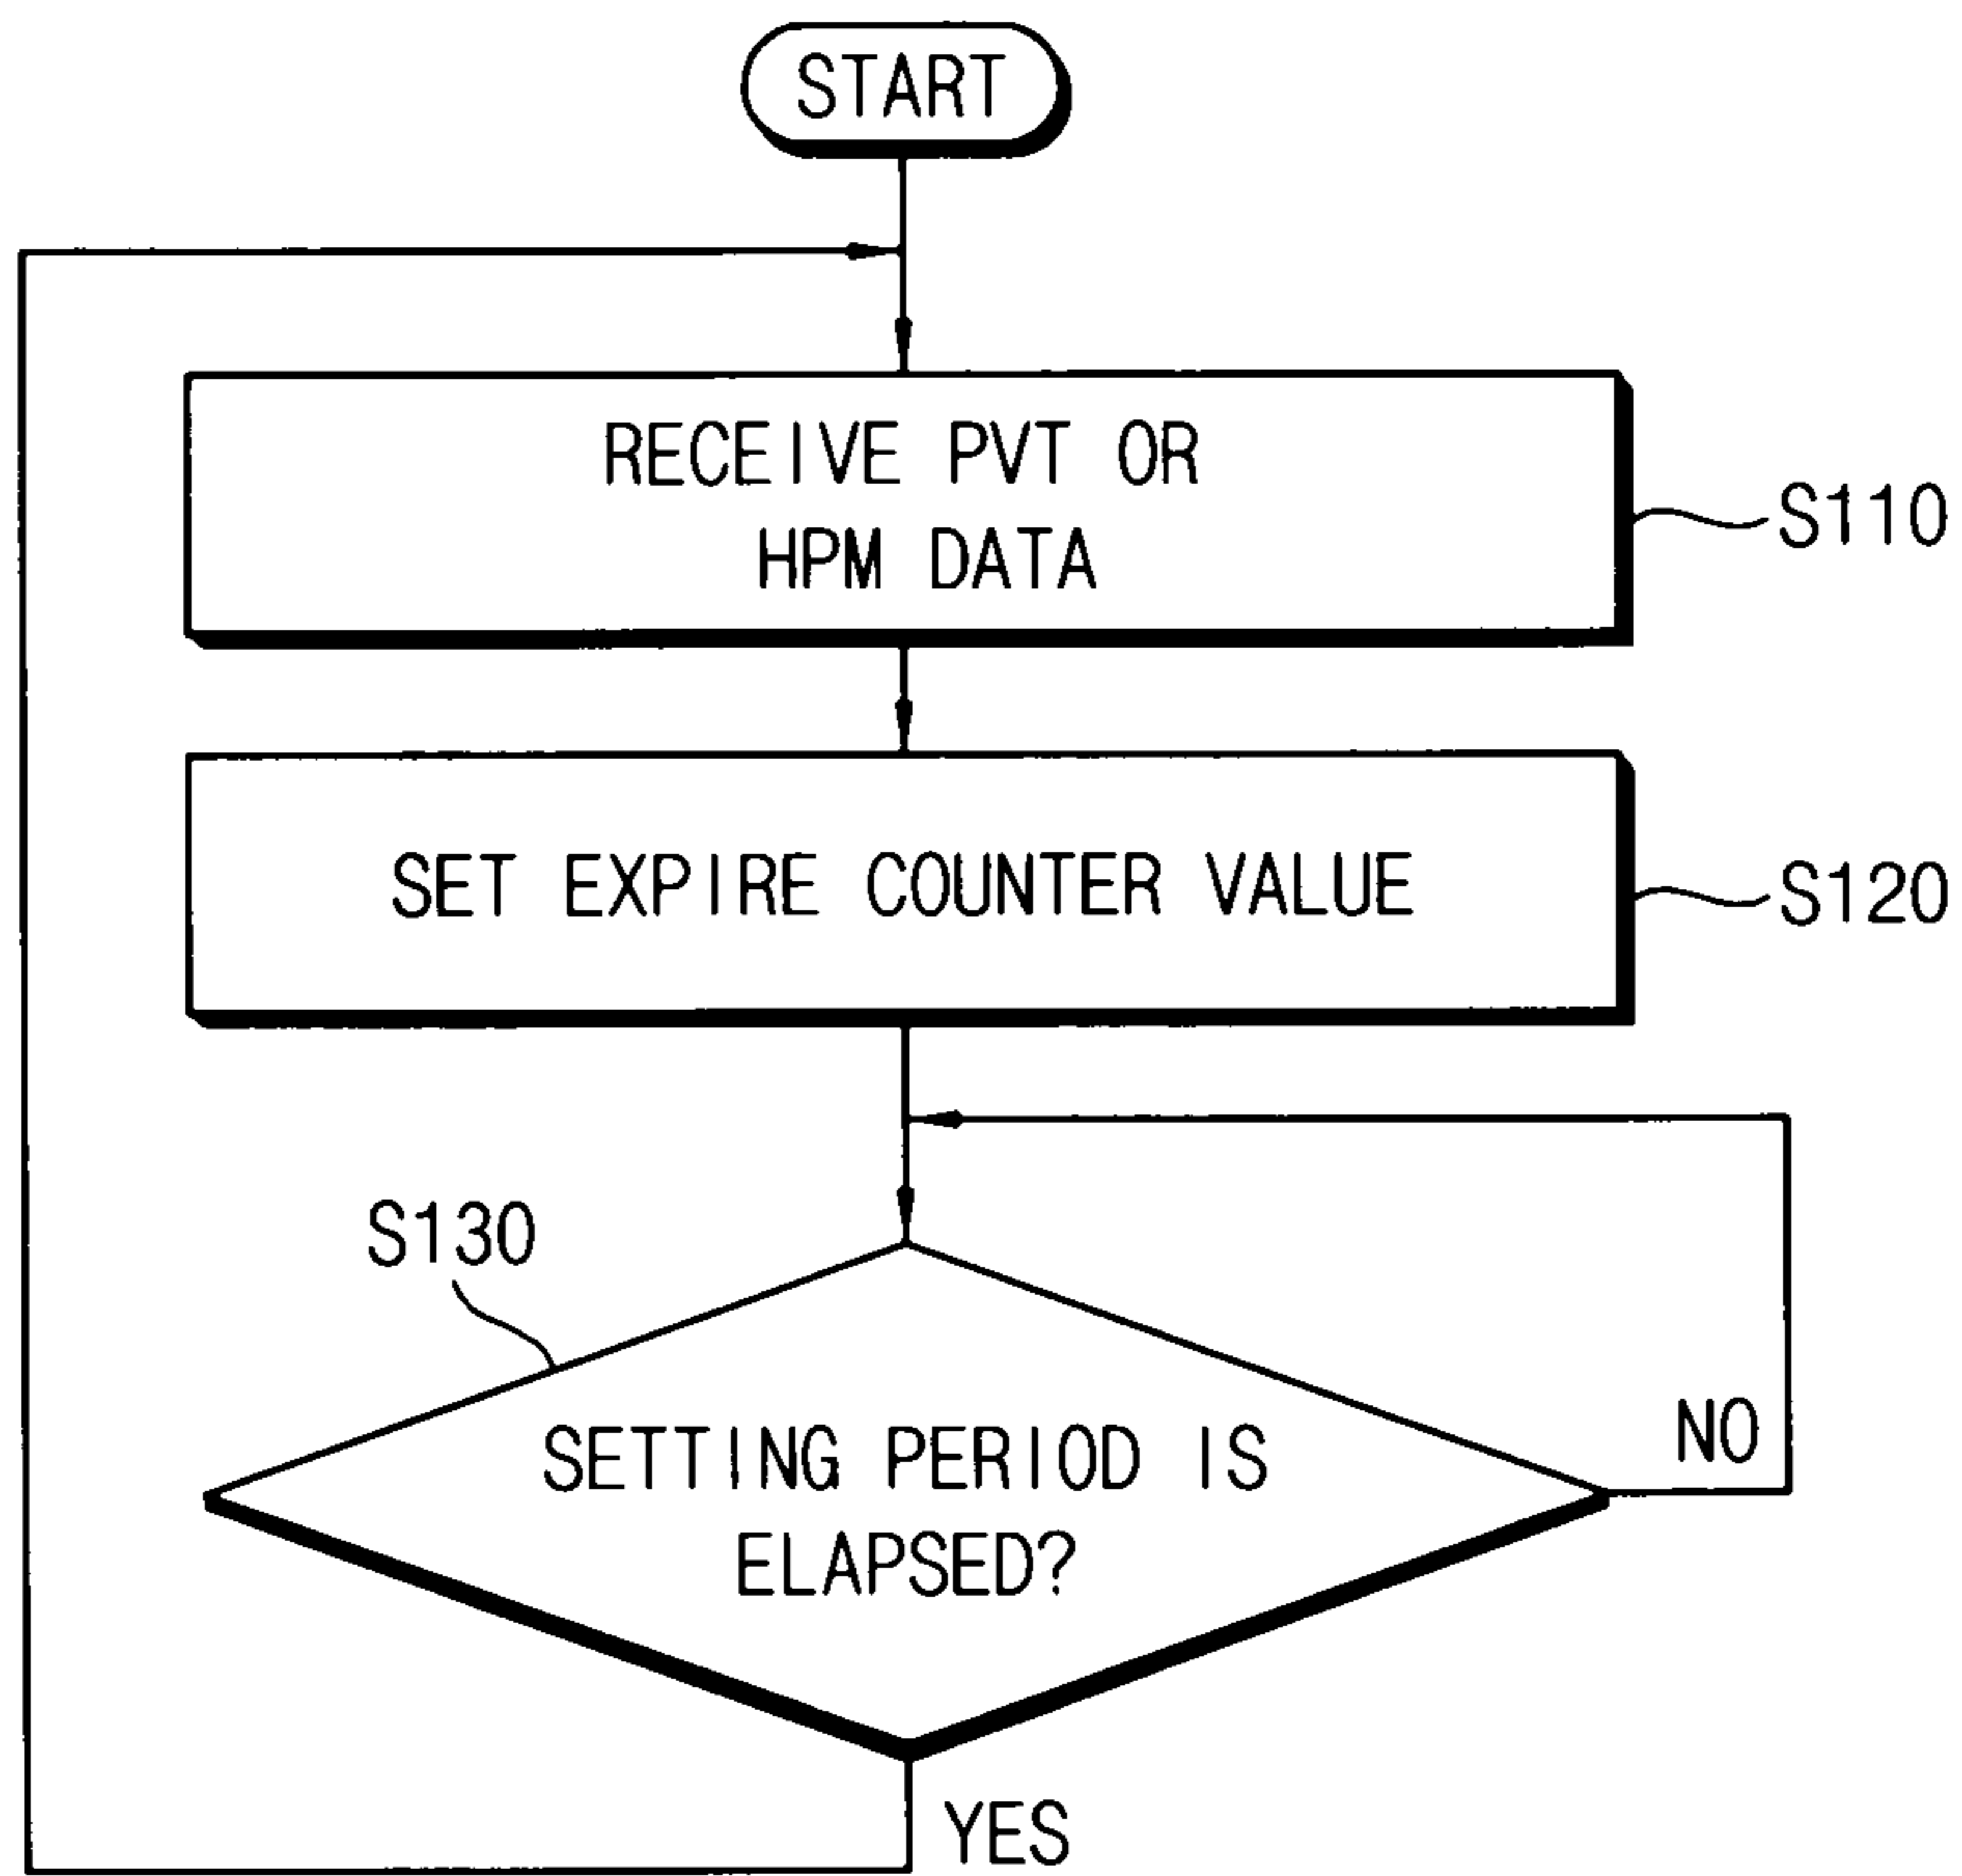 START
RECEIVE PVT OR
HPM DATA
S110
SET EXPIRE COUNTER VALUE
S120
S130
SETTING PERIOD IS
ELAPSED?
NO
YES